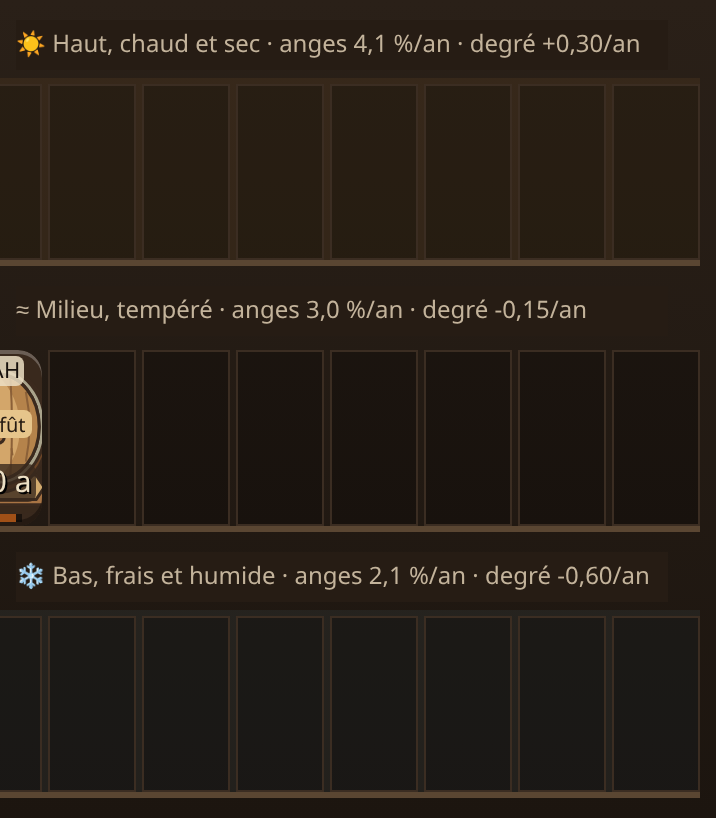 ☀️ Haut, chaud et sec · anges 4,1 %/an · degré +0,30/an
≈ Milieu, tempéré · anges 3,0 %/an · degré -0,15/an
fût
a
❄️ Bas, frais et humide · anges 2,1 %/an · degré -0,60/an